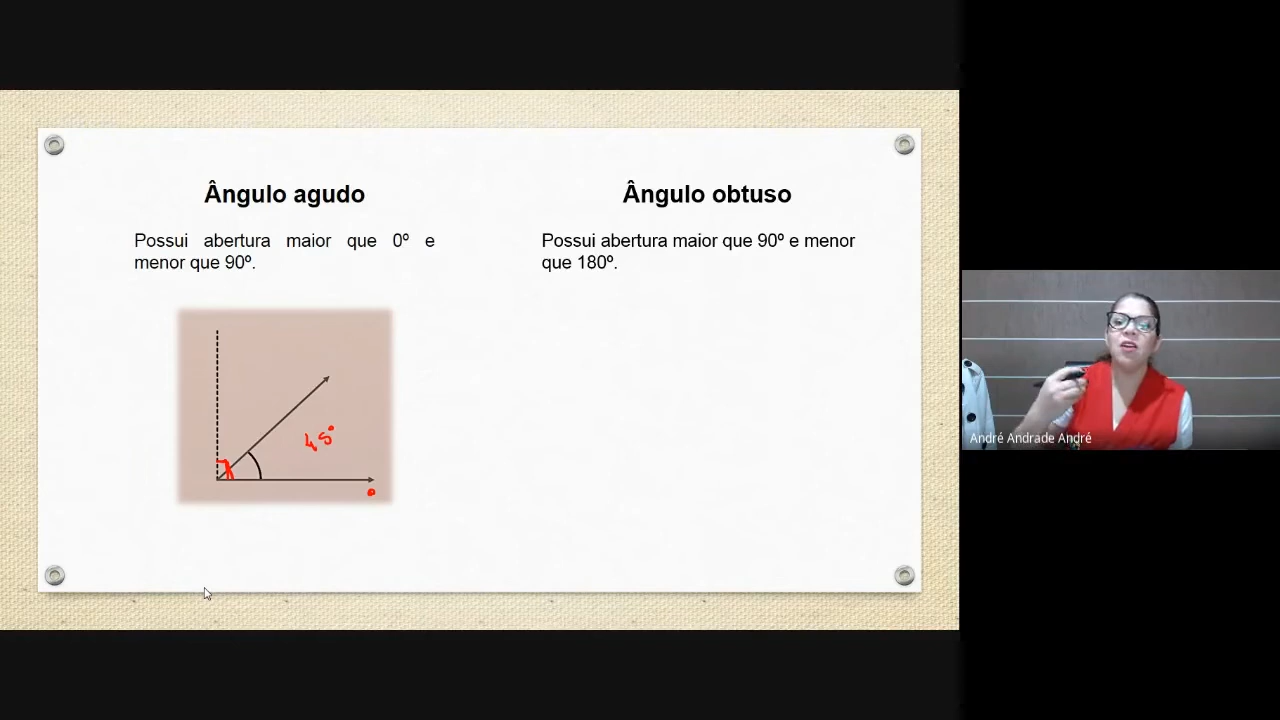 Ângulo agudo
Possui abertura maior que 0º e
menor que 90º.
45°
Ângulo obtuso
Possui abertura maior que 90º e menor
que 180º.
André Andrade André